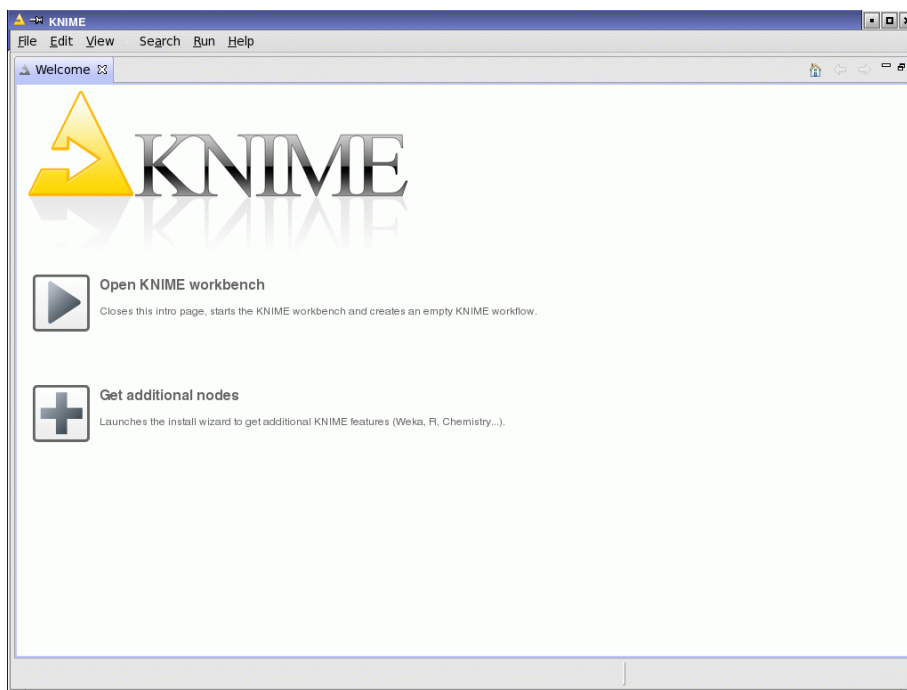 KNIME
File Edit View Search Run Help
Welcome
KNIME
Open KNIME workbench
Closes this intro page, starts the KNIME workbench and creates an empty KNIME workflow.
Get additional nodes
Launches the install wizard to get additional KNIME features (Weka, R, Chemistry...).